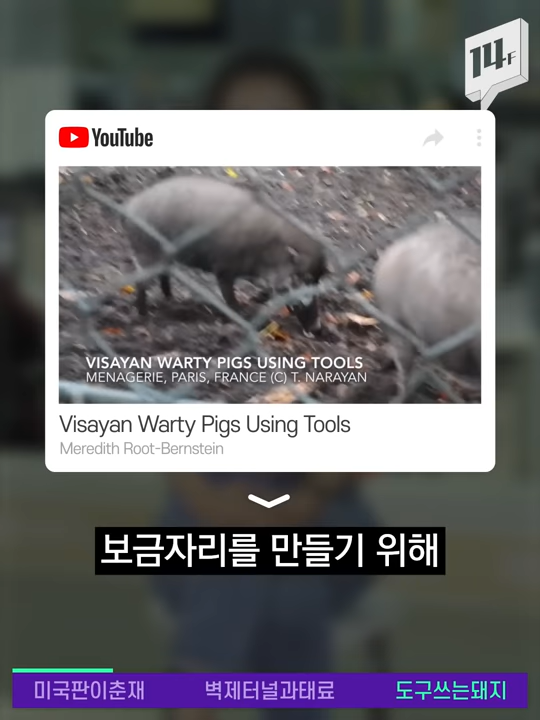 14F
YouTube
VISAYAN WARTY PIGS USING TOOLS
MENAGERIE, PARIS, FRANCE (C) T. NARAYAN
Visayan Warty Pigs Using Tools
Meredith Root-Bernstein
보금자리를 만들기 위해
미국판이춘재 벽제터널과태료 도구쓰는돼지